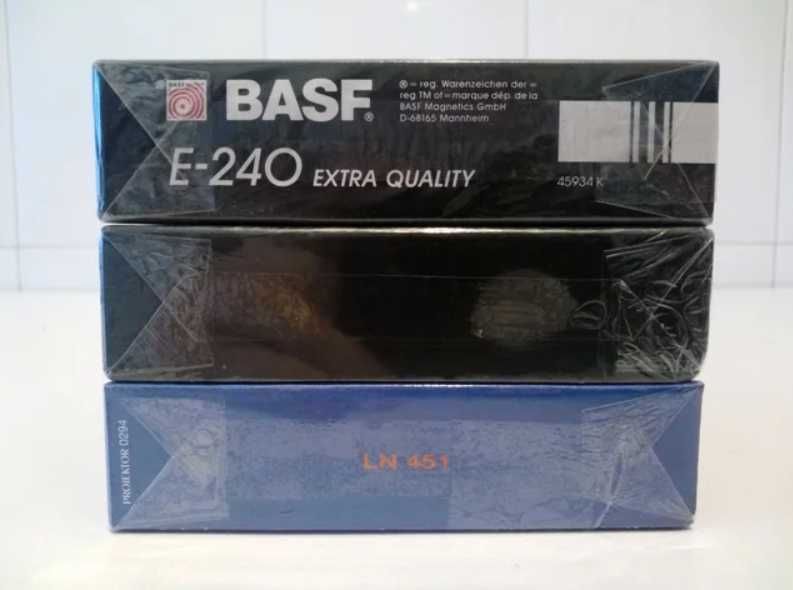 BASF®
® = reg. Warenzeichen der =
reg.TM of = marque dép. de la
BASF Magnetics GmbH
D-68165 Mannheim
E-240 EXTRA QUALITY
45934 K
PROJEKTOR 0294
LN 451